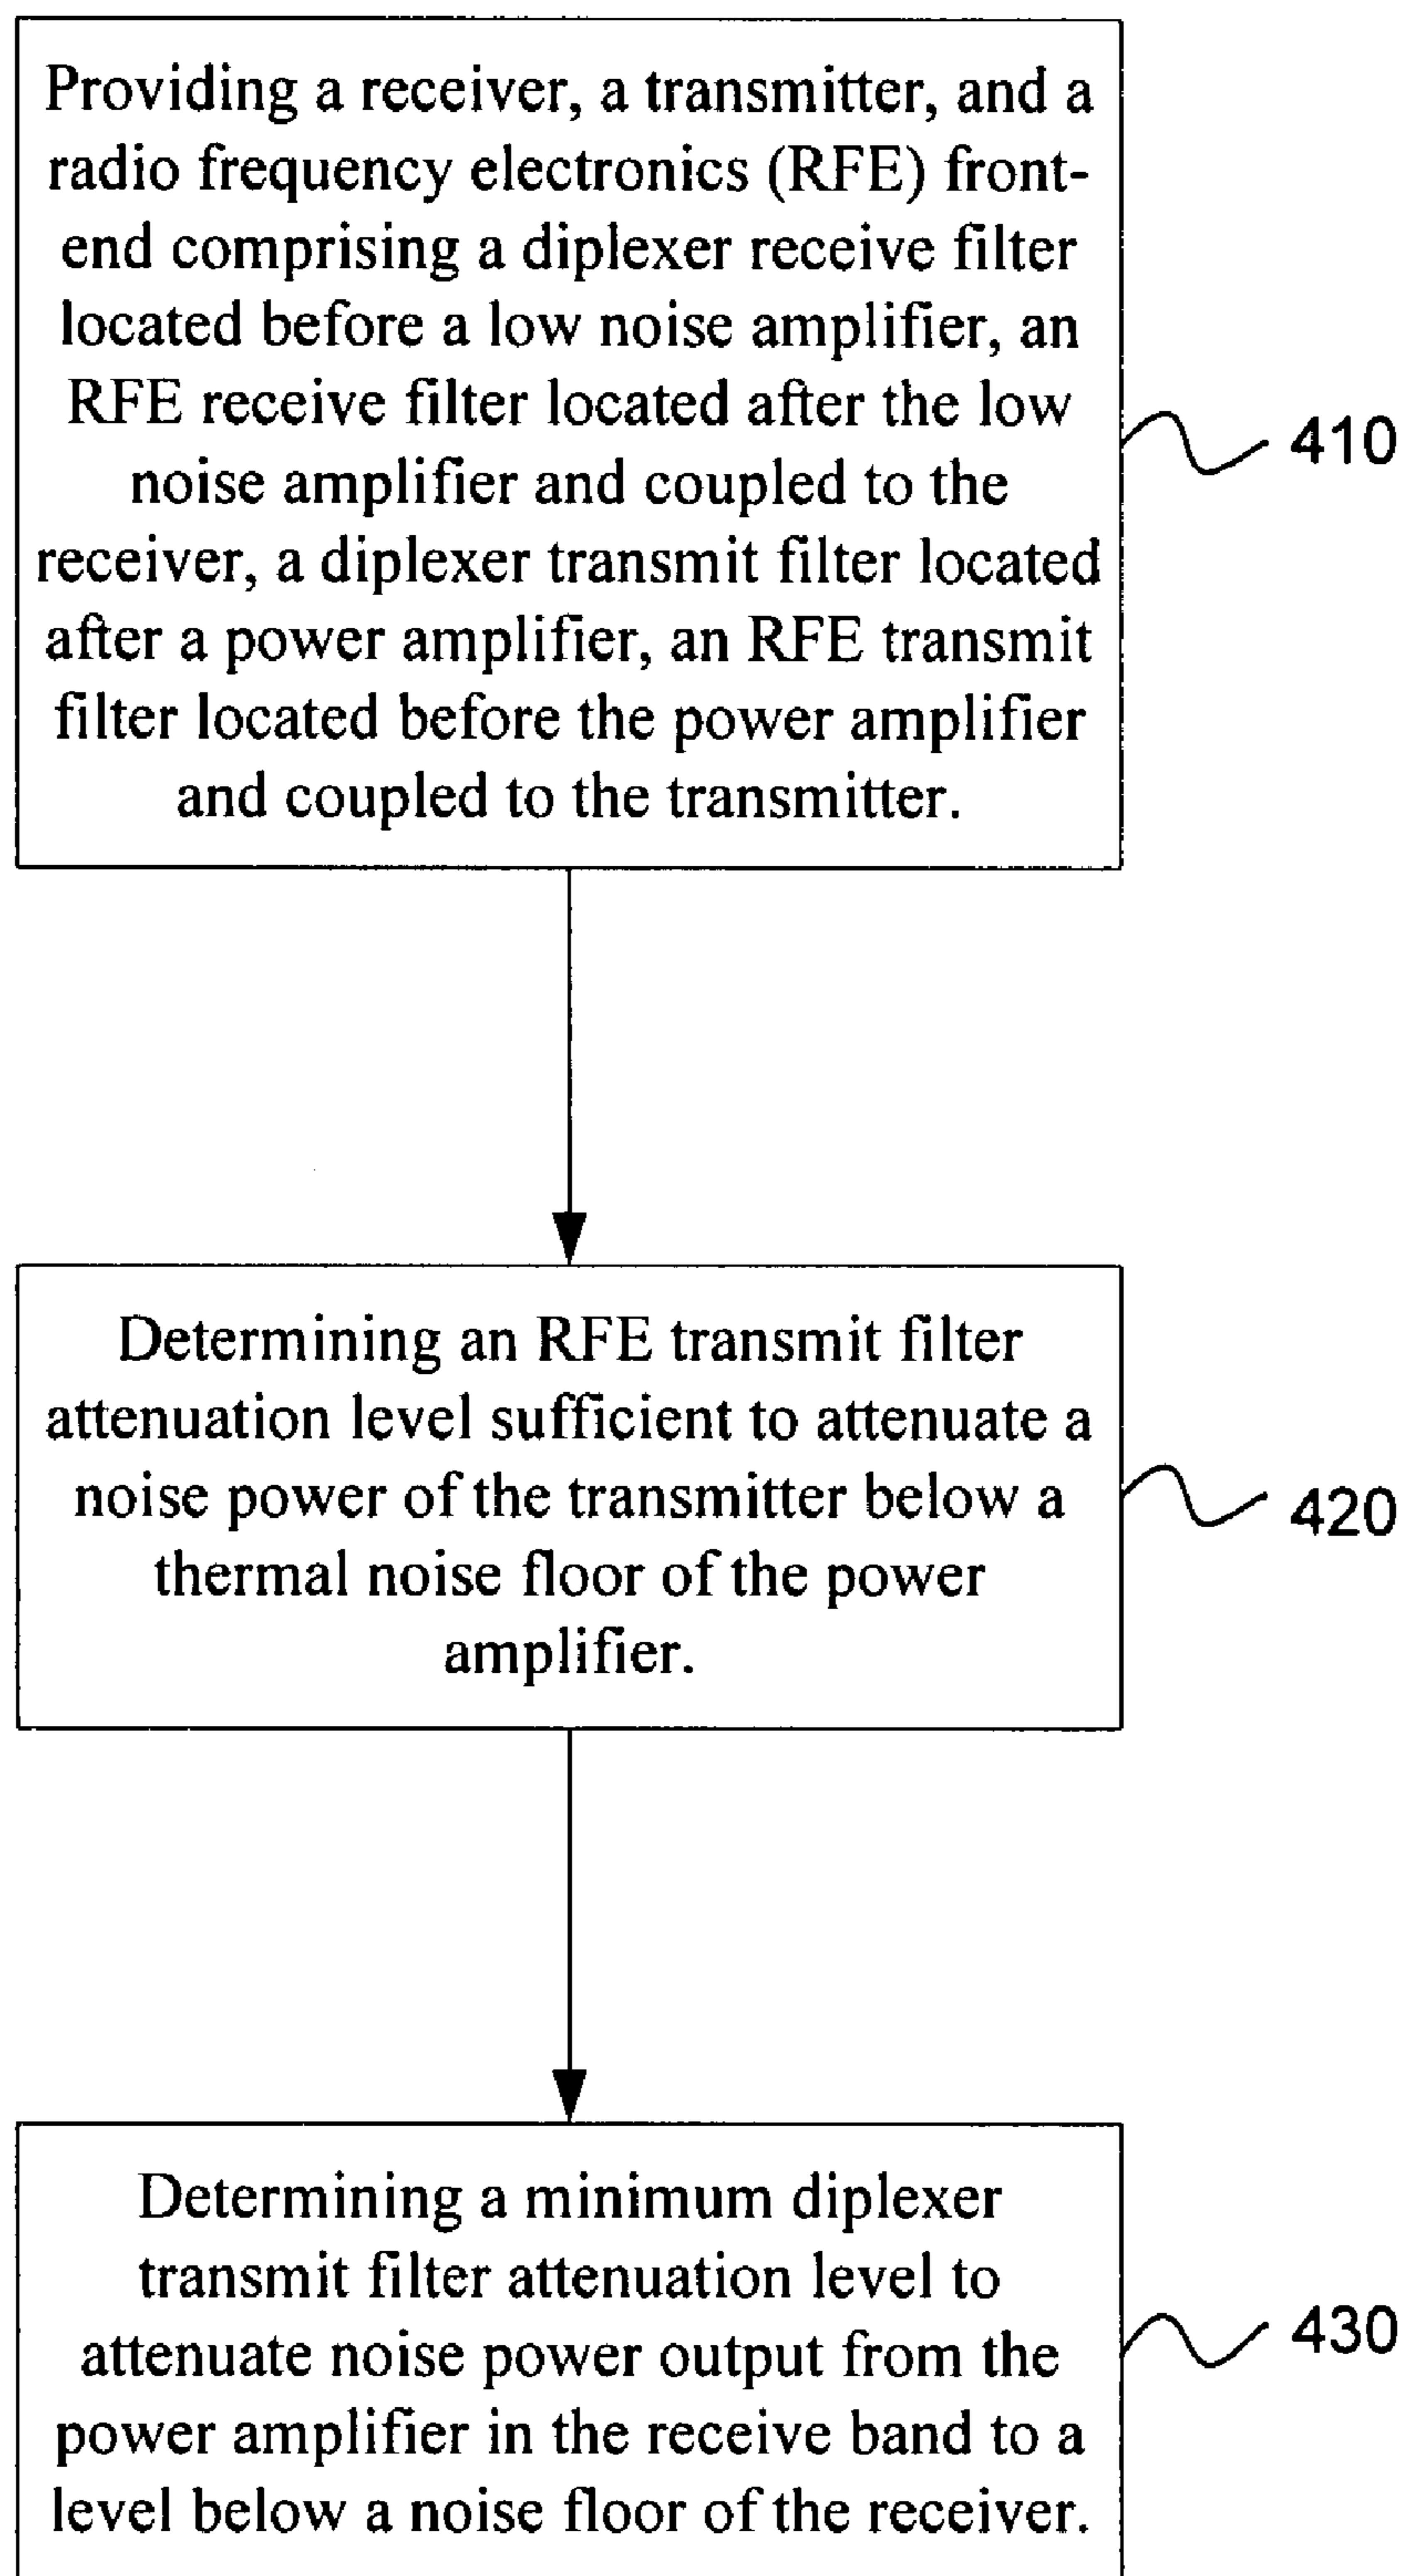 Providing a receiver, a transmitter, and a
radio frequency electronics (RFE) front-
end comprising a diplexer receive filter
located before a low noise amplifier, an
RFE receive filter located after the low
noise amplifier and coupled to the
receiver, a diplexer transmit filter located
after a power amplifier, an RFE transmit
filter located before the power amplifier
and coupled to the transmitter.
410
Determining an RFE transmit filter
attenuation level sufficient to attenuate a
noise power of the transmitter below a
thermal noise floor of the power
amplifier.
420
Determining a minimum diplexer
transmit filter attenuation level to
attenuate noise power output from the
power amplifier in the receive band to a
level below a noise floor of the receiver.
430